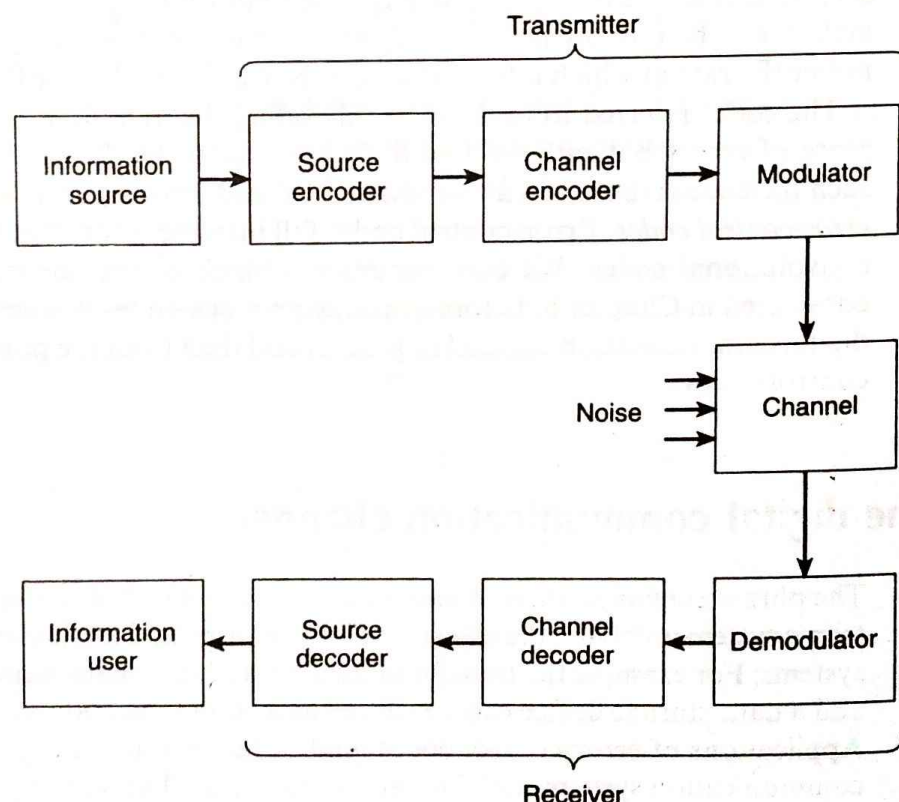 Transmitter
Information
source
Source
encoder
Channel
encoder
Modulator
Noise
Channel
Information
user
Source
decoder
Channel
decoder
Demodulator
Receiver